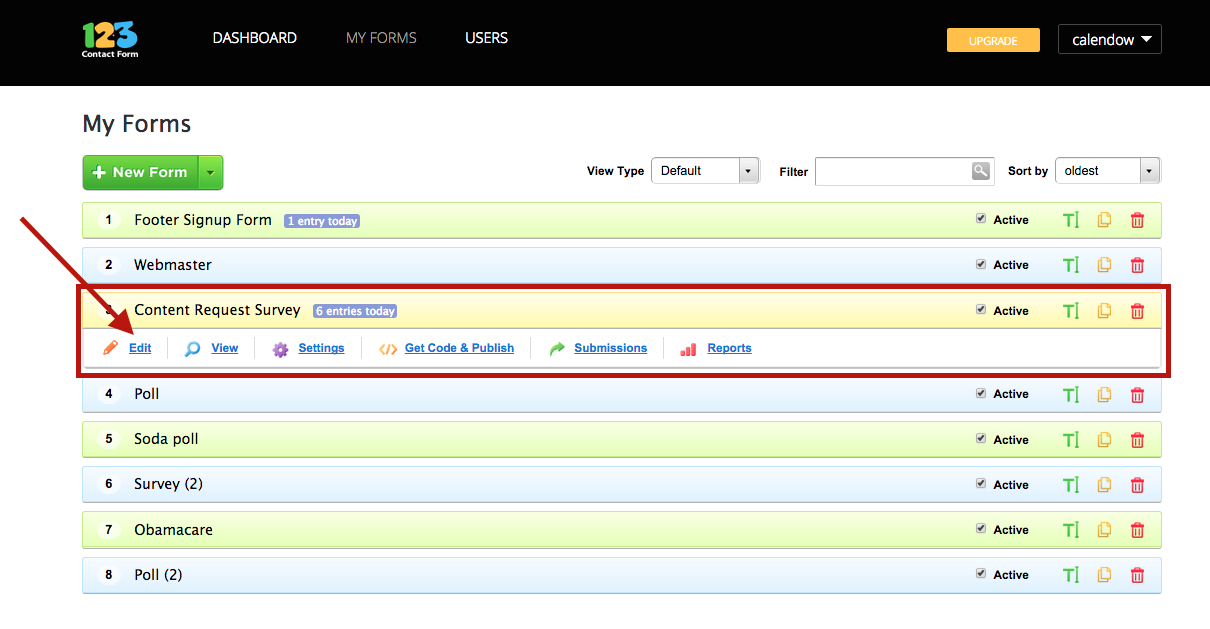 123
Contact Form
DASHBOARD MY FORMS USERS UPGRADE calendow
My Forms
+ New Form View Type Default Filter Sort by oldest
1 Footer Signup Form 1 entry today Active
2 Webmaster Active
3 Content Request Survey 6 entries today Active
Edit View Settings Get Code & Publish Submissions Reports
4 Poll Active
5 Soda poll Active
6 Survey (2) Active
7 Obamacare Active
8 Poll (2) Active